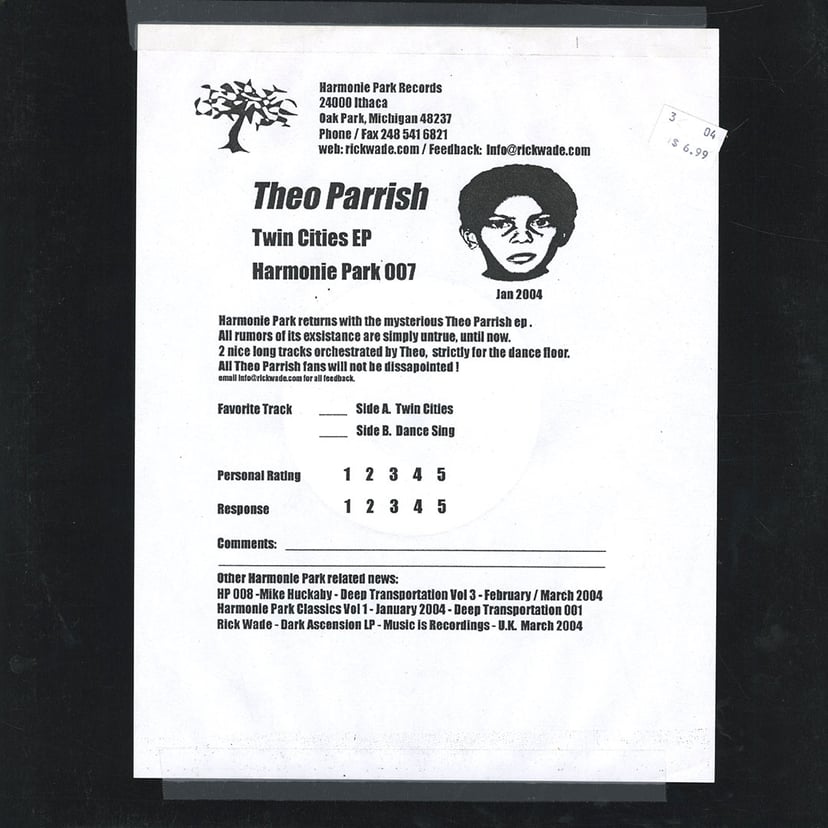 Harmonie Park Records
24000 Ithaca
Oak Park, Michigan 48237
Phone / Fax 248 541 6821
web: rickwade.com / Feedback: Info@rickwade.com
3 04
$ 6.99
Theo Parrish
Twin Cities EP
Harmonie Park 007
Jan 2004
Harmonie Park returns with the mysterious Theo Parrish ep .
All rumors of its exsistance are simply untrue, until now.
2 nice long tracks orchestrated by Theo, strictly for the dance floor.
All Theo Parrish fans will not be dissapointed !
email Info@rickwade.com for all feedback.
Favorite Track ____ Side A. Twin Cities
____ Side B. Dance Sing
Personal Rating 1 2 3 4 5
Response 1 2 3 4 5
Comments:
Other Harmonie Park related news:
HP 008 -Mike Huckaby - Deep Transportation Vol 3 - February / March 2004
Harmonie Park Classics Vol 1 - January 2004 - Deep Transportation 001
Rick Wade - Dark Ascension LP - Music is Recordings - U.K. March 2004